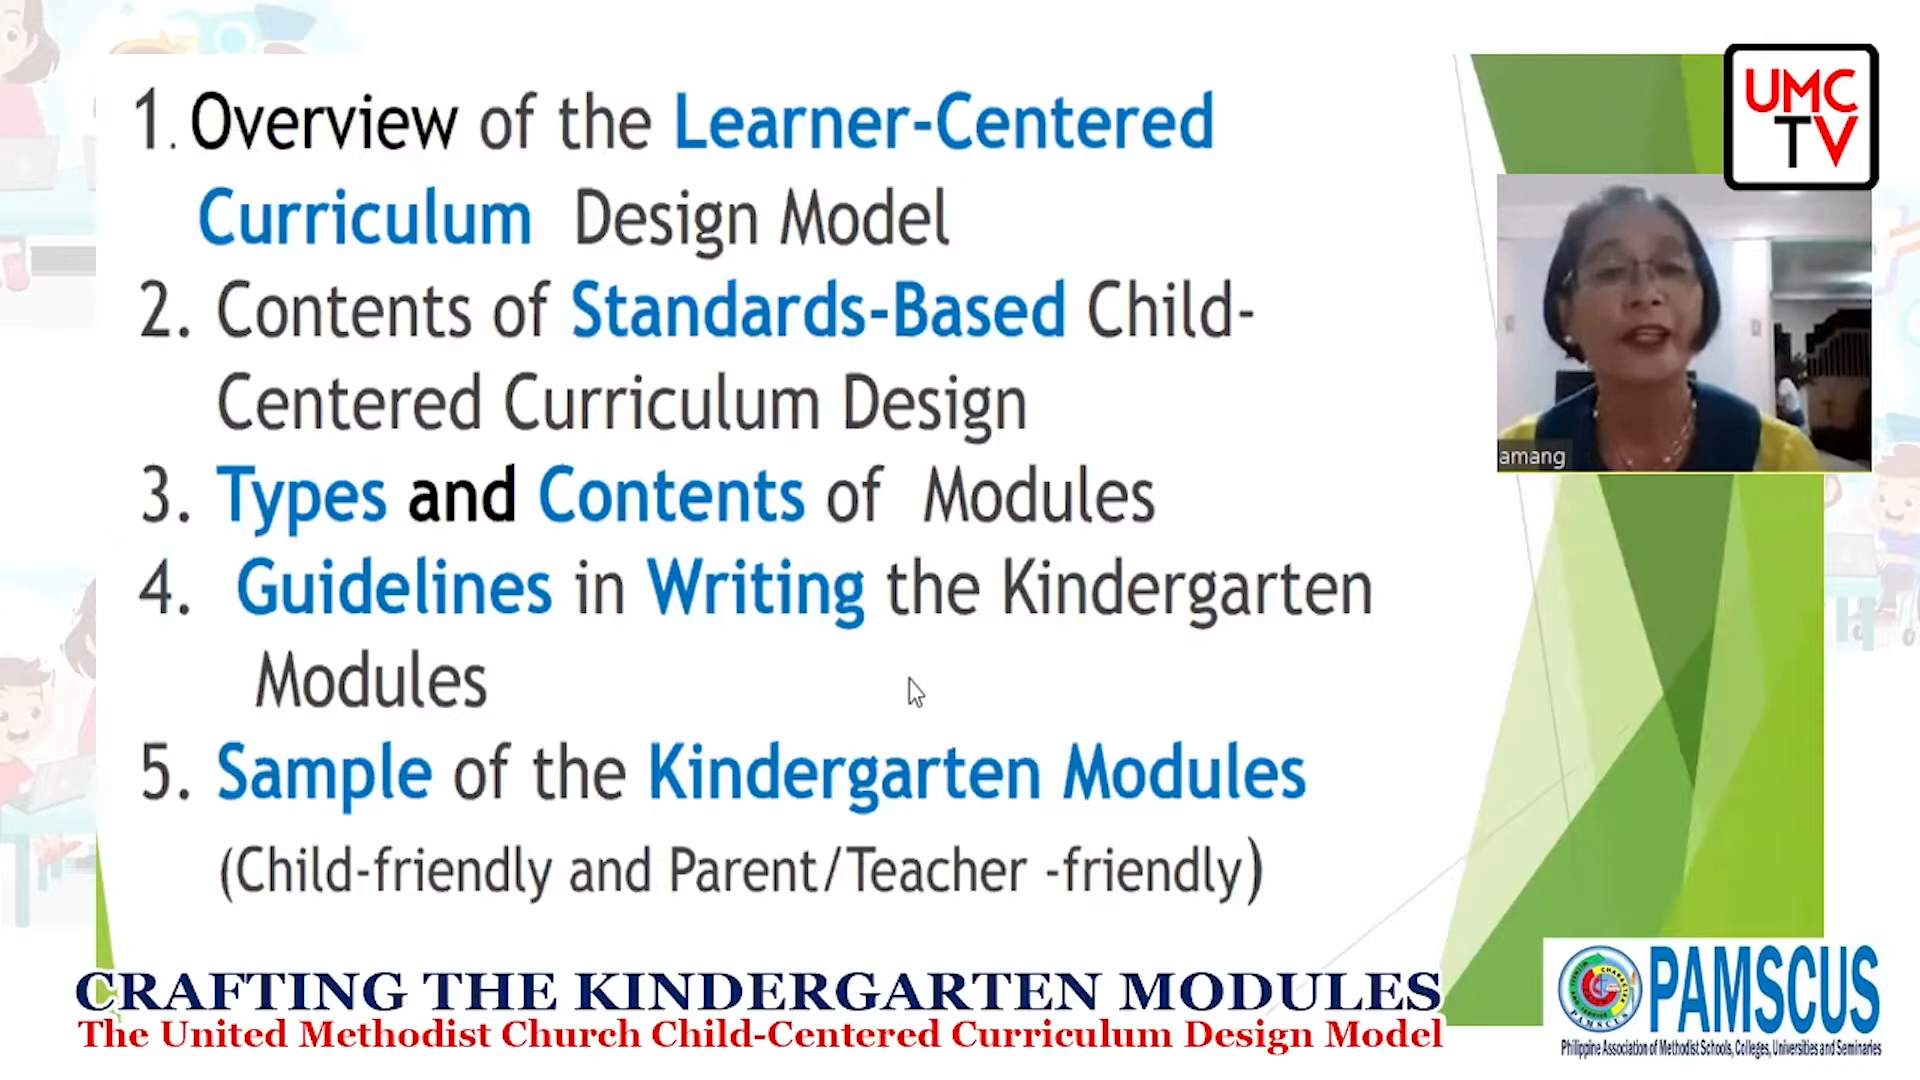 1. Overview of the Learner-Centered
Curriculum Design Model
2. Contents of Standards-Based Child-
Centered Curriculum Design
3. Types and Contents of Modules
4. Guidelines in Writing the Kindergarten
Modules
5. Sample of the Kindergarten Modules
(Child-friendly and Parent/Teacher -friendly)
UMC
TV
amang
CRAFTING THE KINDERGARTEN MODULES
The United Methodist Church Child-Centered Curriculum Design Model
PAMSCUS
Philippine Association of Methodist Schools, Colleges, Universities and Seminaries